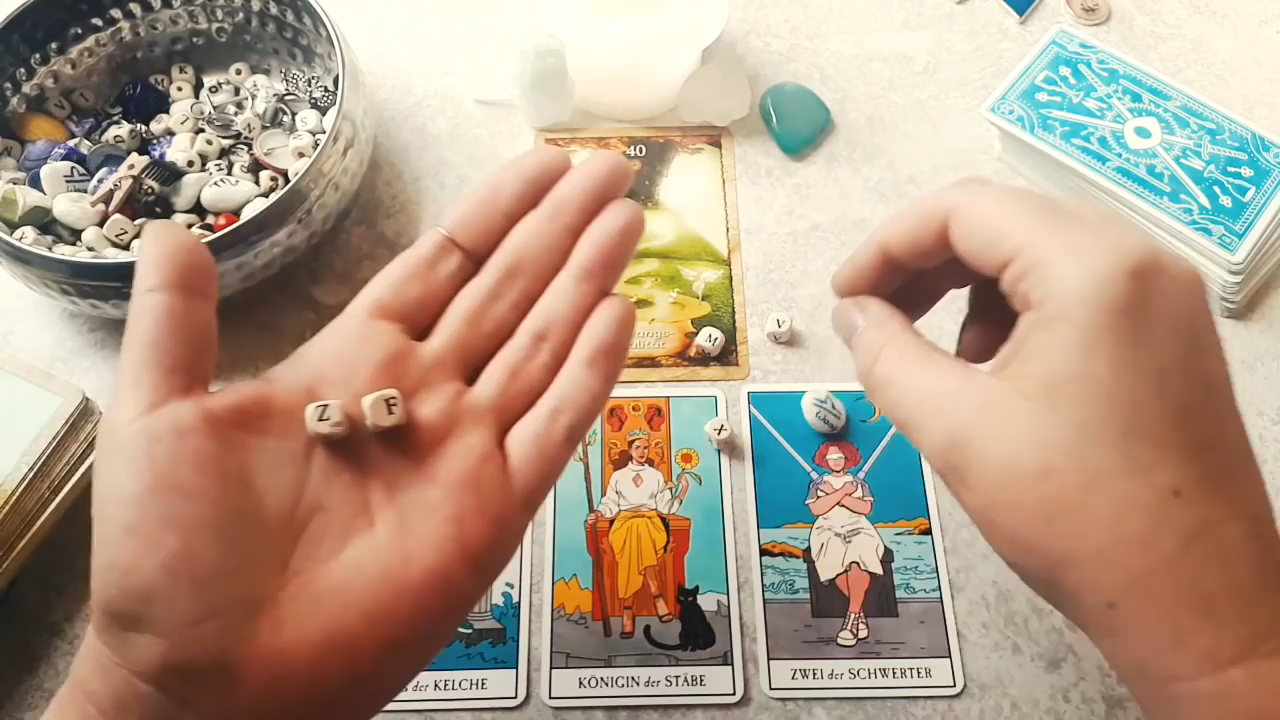 K
M
V I
N
S
Z
40
M
V
Z F
X
der KELCHE
KÖNIGIN der STÄBE
ZWEI der SCHWERTER